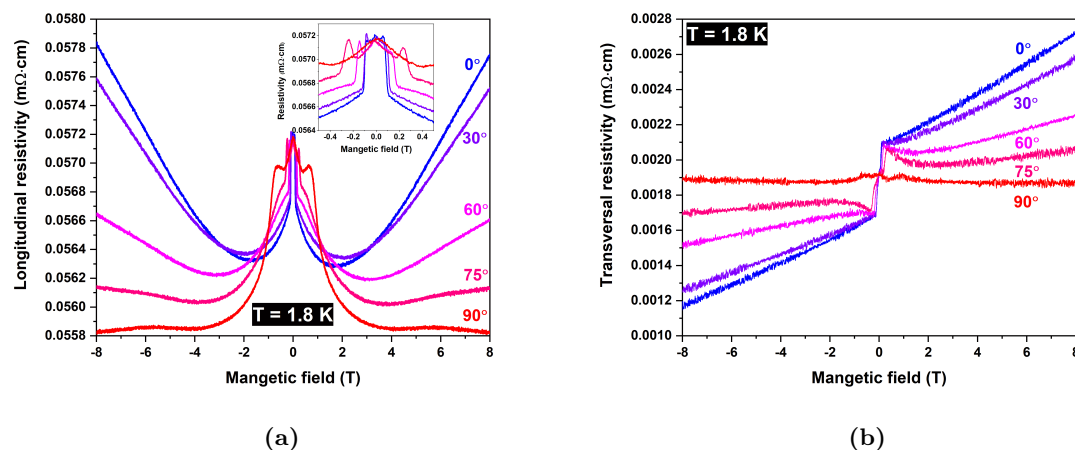 0.0580
0.0578
0.0576
0.0574
0.0572
0.0570
0.0568
0.0566
0.0564
0.0562
0.0560
0.0558
Longitudinal resistivity (mΩ·cm)
-8 -6 -4 -2 0 2 4 6 8
Mangetic field (T)
0°
30°
60°
75°
90°
T = 1.8 K
0.0572
0.0570
0.0568
0.0566
0.0564
Resistivity (mΩ·cm)
-0.4 -0.2 0.0 0.2 0.4
Mangetic field (T)
(a)
0.0028
0.0026
0.0024
0.0022
0.0020
0.0018
0.0016
0.0014
0.0012
0.0010
Transversal resistivity (mΩ·cm)
T = 1.8 K
0°
30°
60°
75°
90°
-8 -6 -4 -2 0 2 4 6 8
Mangetic field (T)
(b)